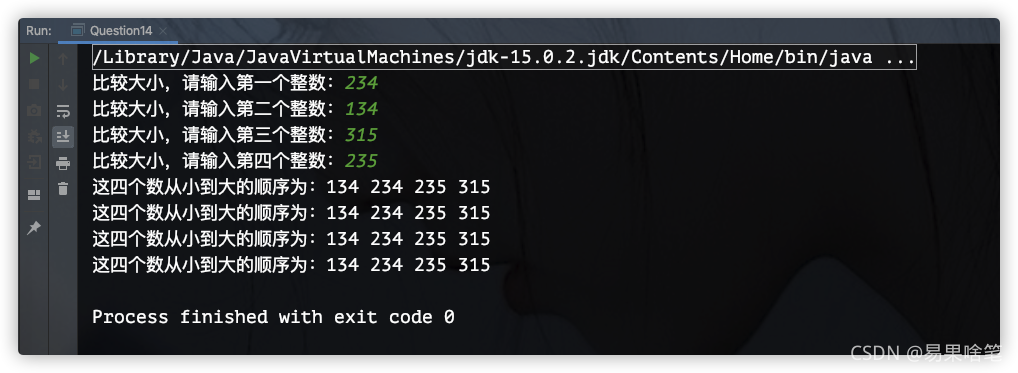 Run: Question14
/Library/Java/JavaVirtualMachines/jdk-15.0.2.jdk/Contents/Home/bin/java ...
比较大小，请输入第一个整数：234
比较大小，请输入第二个整数：134
比较大小，请输入第三个整数：315
比较大小，请输入第四个整数：235
这四个数从小到大的顺序为：134 234 235 315
这四个数从小到大的顺序为：134 234 235 315
这四个数从小到大的顺序为：134 234 235 315
这四个数从小到大的顺序为：134 234 235 315
Process finished with exit code 0
CSDN @易果啥笔